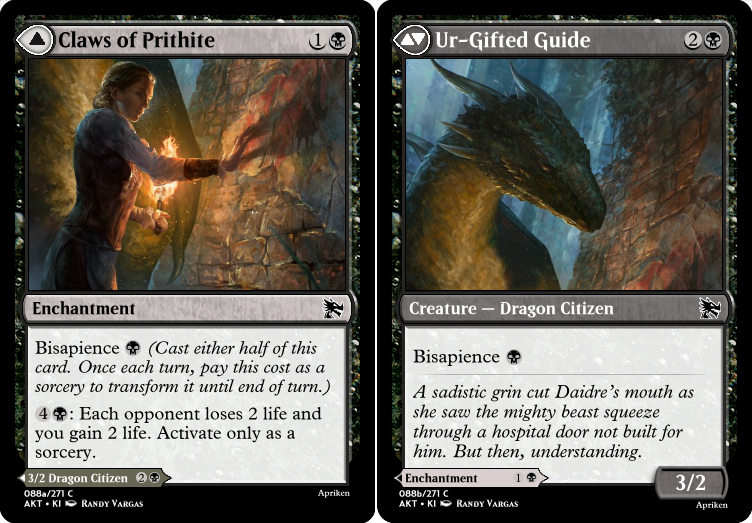 Claws of Prithite 1
Enchantment
Bisapience (Cast either half of this
card. Once each turn, pay this cost as a
sorcery to transform it until end of turn.)
4 : Each opponent loses 2 life and
you gain 2 life. Activate only as a
sorcery.
3/2 Dragon Citizen 2
088a/271 C
AKT • KI RANDY VARGAS
Apriken
Ur-Gifted Guide 2
Creature — Dragon Citizen
Bisapience
A sadistic grin cut Daidre's mouth as
she saw the mighty beast squeeze
through a hospital door not built for
him. But then, understanding.
Enchantment 1
3/2
088b/271 C
AKT • KI RANDY VARGAS
Apriken